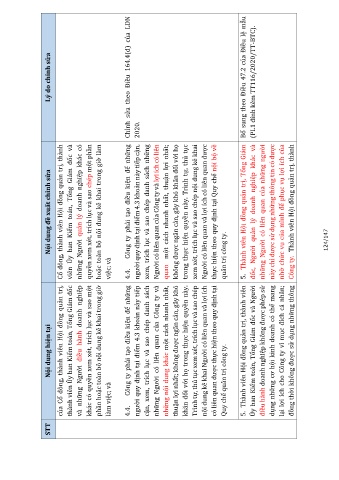 STT
Nội dung hiện tại
Nội dung đề xuất chỉnh sửa
Lý do chỉnh sửa
của Cổ đông, thành viên Hội đồng quản trị,
thành viên Ủy ban Kiểm toán, Tổng Giám đốc
và những Người điều hành doanh nghiệp
khác có quyền xem xét, trích lục và sao một
phần hoặc toàn bộ nội dung kê khai trong giờ
làm việc; và
4.4. Công ty phải tạo điều kiện để những
người quy định tại điểm 4.3 khoản này tiếp
cận, xem, trích lục và sao chép danh sách
những Người có liên quan của Công ty và
những nội dung khác một cách nhanh nhất,
thuận lợi nhất; không được ngăn cản, gây khó
khăn đối với họ trong thực hiện quyền này.
Trình tự, thủ tục xem xét, trích lục và sao chép
nội dung kê khai Người có liên quan và lợi ích
có liên quan được thực hiện theo quy định tại
Quy chế quản trị công ty.
5. Thành viên Hội đồng quản trị, thành viên
Ủy ban Kiểm toán, Tổng Giám đốc và Người
điều hành doanh nghiệp không được phép sử
dụng những cơ hội kinh doanh có thể mang
lại lợi ích cho Công ty vì mục đích cá nhân,
đồng thời không được sử dụng những thông
Cổ đông, thành viên Hội đồng quản trị, thành
viên Ủy ban Kiểm toán, Tổng Giám đốc và
những Người quản lý doanh nghiệp khác có
quyền xem xét, trích lục và sao chép một phần
hoặc toàn bộ nội dung kê khai trong giờ làm
việc; và
4.4. Công ty phải tạo điều kiện để những
người quy định tại điểm 4.3 khoản này tiếp cận,
xem, trích lục và sao chép danh sách những
Người có liên quan của Công ty và lợi ích có liên
quan một cách nhanh nhất, thuận lợi nhất;
không được ngăn cản, gây khó khăn đối với họ
trong thực hiện quyền này. Trình tự, thủ tục
xem xét, trích lục và sao chép nội dung kê khai
Người có liên quan và lợi ích có liên quan được
thực hiện theo quy định tại Quy chế nội bộ về
quản trị công ty.
5. Thành viên Hội đồng quản trị, Tổng Giám
đốc, Người quản lý doanh nghiệp khác và
những Người có liên quan của những người
này chỉ được sử dụng những thông tin có được
nhờ chức vụ của mình để phục vụ lợi ích của
Công ty. Thành viên Hội đồng quản trị, thành
Chỉnh sửa theo Điều 164.4(d) của LDN
2020.
Bổ sung theo Điều 47.2 của Điều lệ mẫu
(PL1 đính kèm TT116/2020/TT-BTC).
124/147